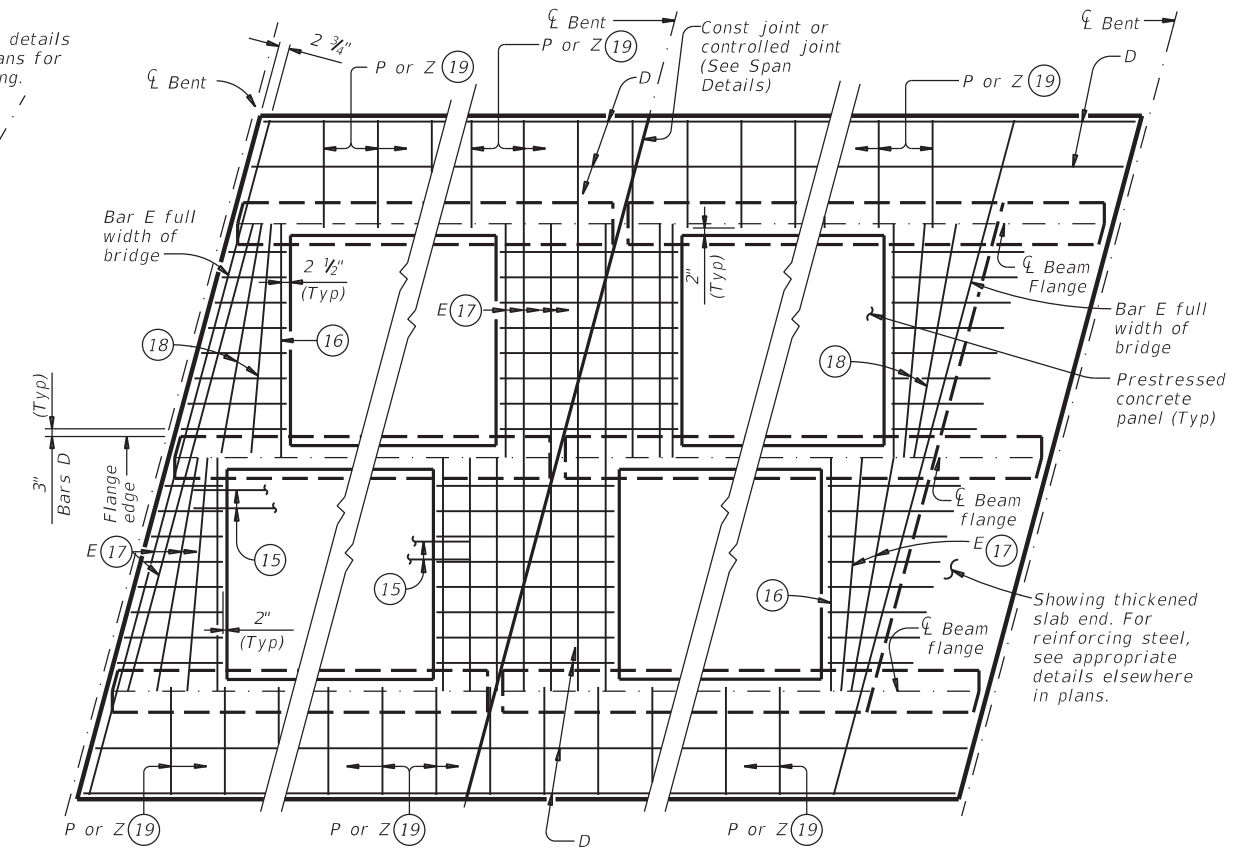 details
ans for
ng.
2 ¾"
℄ Bent
P or Z 19
℄ Bent
P or Z 19
D
Const joint or
controlled joint
(See Span
Details)
℄ Bent
D
P or Z 19
Bar E full
width of
bridge
2 ½"
(Typ)
2"
(Typ)
℄ Beam
Flange
E 17
16
18
18
Bar E full
width of
bridge
Prestressed
concrete
panel (Typ)
(Typ)
3"
Bars D
Flange
edge
℄ Beam
flange
E 17
15
15
E 17
16
2"
(Typ)
℄ Beam
flange
Showing thickened
slab end. For
reinforcing steel,
see appropriate
details elsewhere
in plans.
P or Z 19
P or Z 19
D
P or Z 19